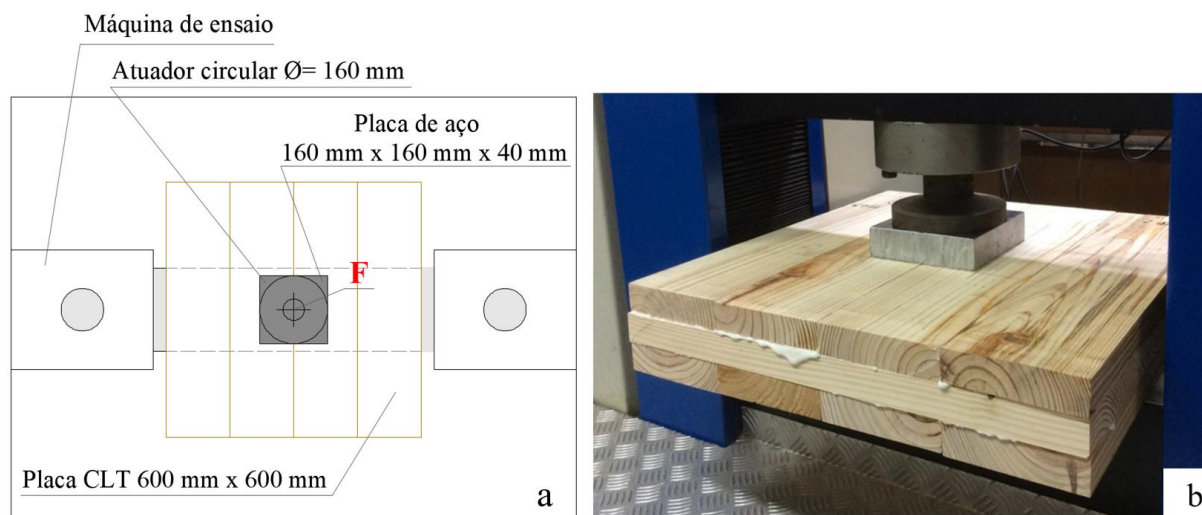 Máquina de ensaio
Atuador circular Ø= 160 mm
Placa de aço
160 mm x 160 mm x 40 mm
F
Placa CLT 600 mm x 600 mm
a
b